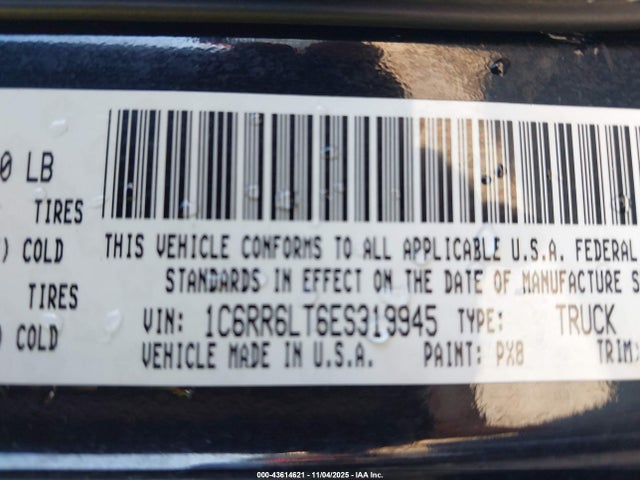 0 LB
TIRES
) COLD
TIRES
) COLD
THIS VEHICLE CONFORMS TO ALL APPLICABLE U.S.A. FEDERAL
STANDARDS IN EFFECT ON THE DATE OF MANUFACTURE S
VIN: 1C6RR6LT6ES319945 TYPE: TRUCK
VEHICLE MADE IN U.S.A. PAINT: PX8 TRIM:
000-43614621 - 11/04/2025 - IAA Inc.